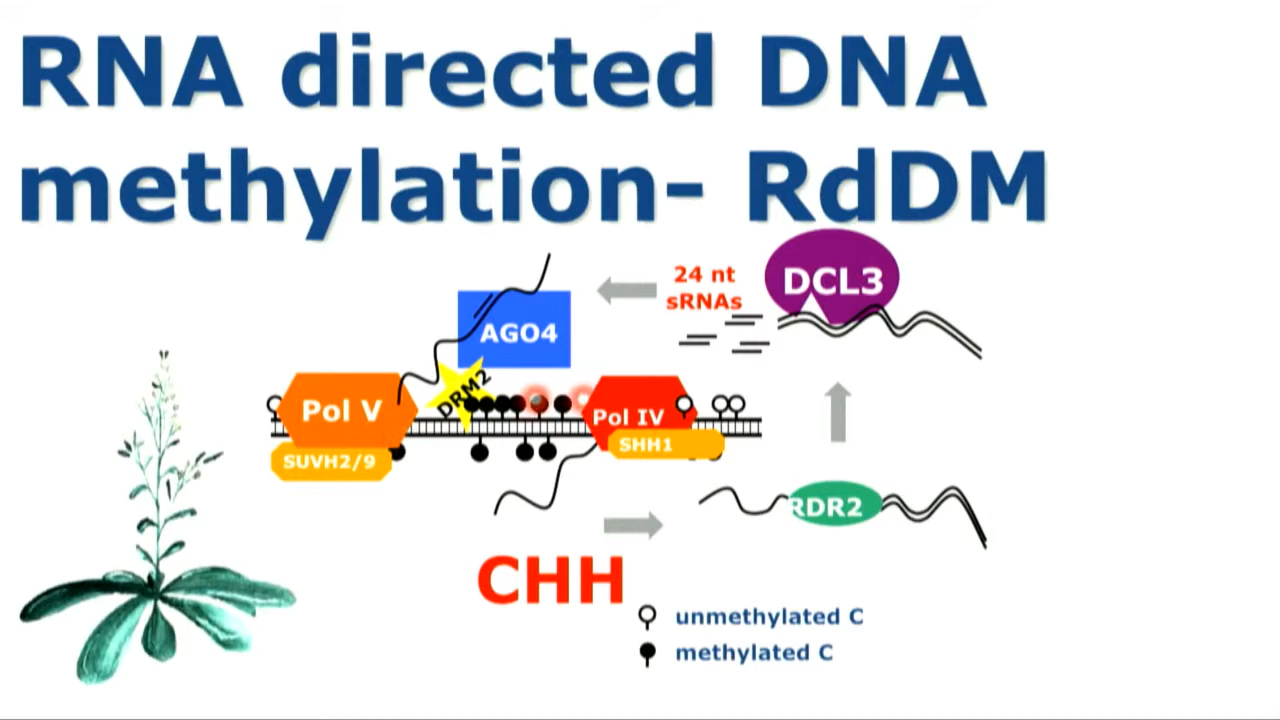 RNA directed DNA
methylation- RdDM
DCL3
24 nt
sRNAs
AGO4
DRM2
Pol V
Pol IV
SHH1
SUVH2/9
RDR2
CHH
unmethylated C
methylated C